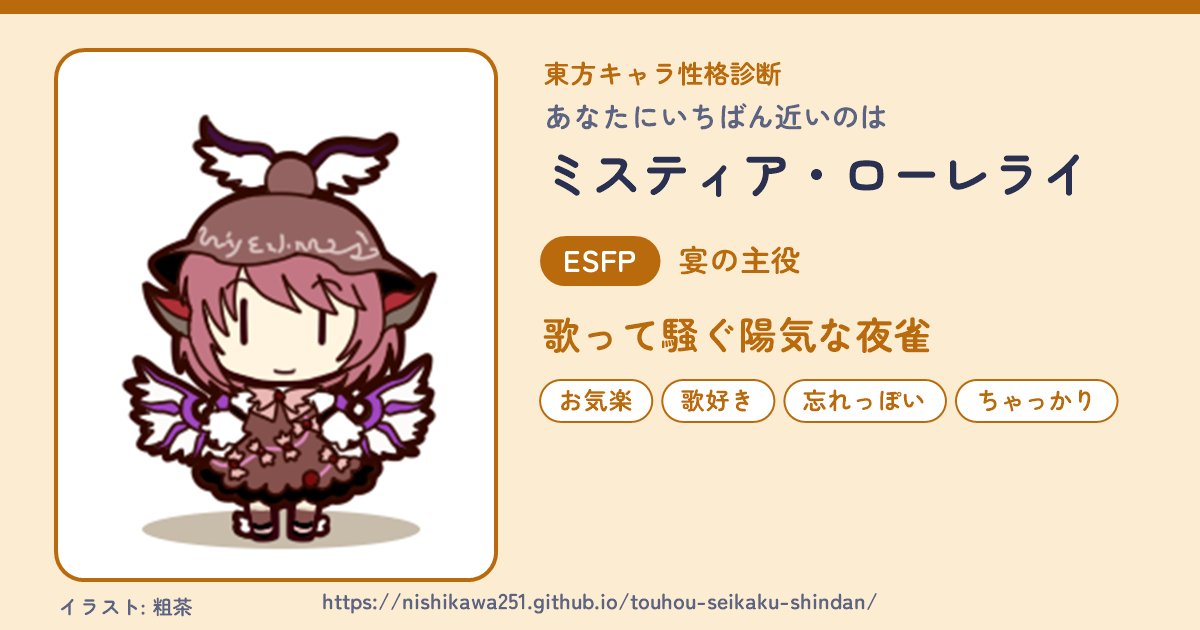 東方キャラ性格診断
あなたにいちばん近いのは
ミスティア・ローレライ
ESFP 宴の主役
歌って騒ぐ陽気な夜雀
お気楽 歌好き 忘れっぽい ちゃっかり
イラスト: 粗茶
https://nishikawa251.github.io/touhou-seikaku-shindan/